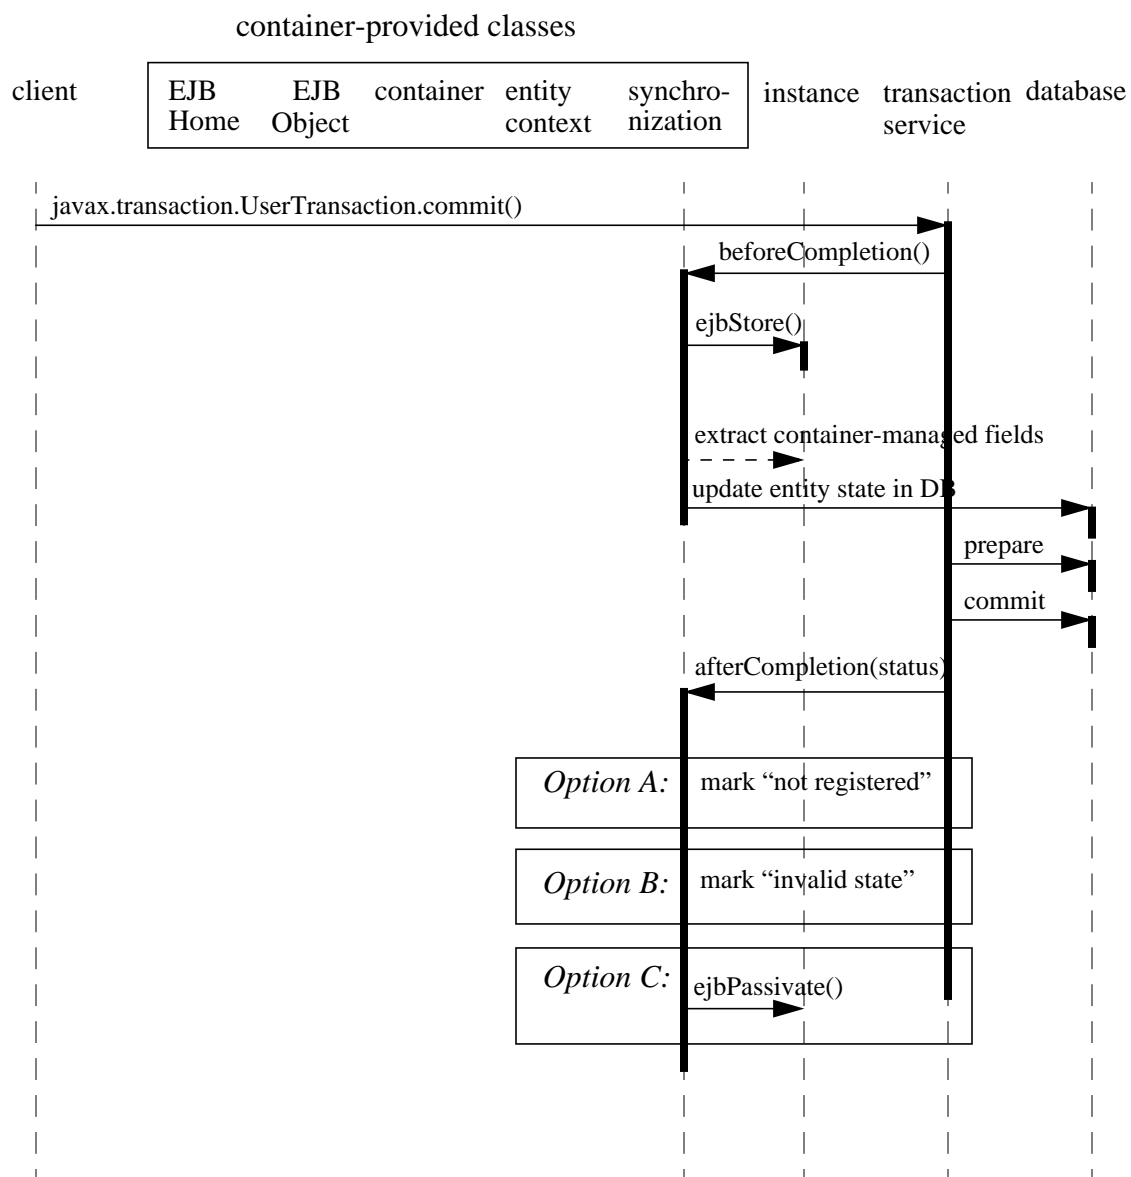 container-provided classes
client EJB EJB container entity synchro- instance transaction database
Home Object context nization service
javax.transaction.UserTransaction.commit()
beforeCompletion()
ejbStore()
extract container-managed fields
update entity state in DB
prepare
commit
afterCompletion(status)
Option A: mark “not registered”
Option B: mark “invalid state”
Option C:
ejbPassivate()